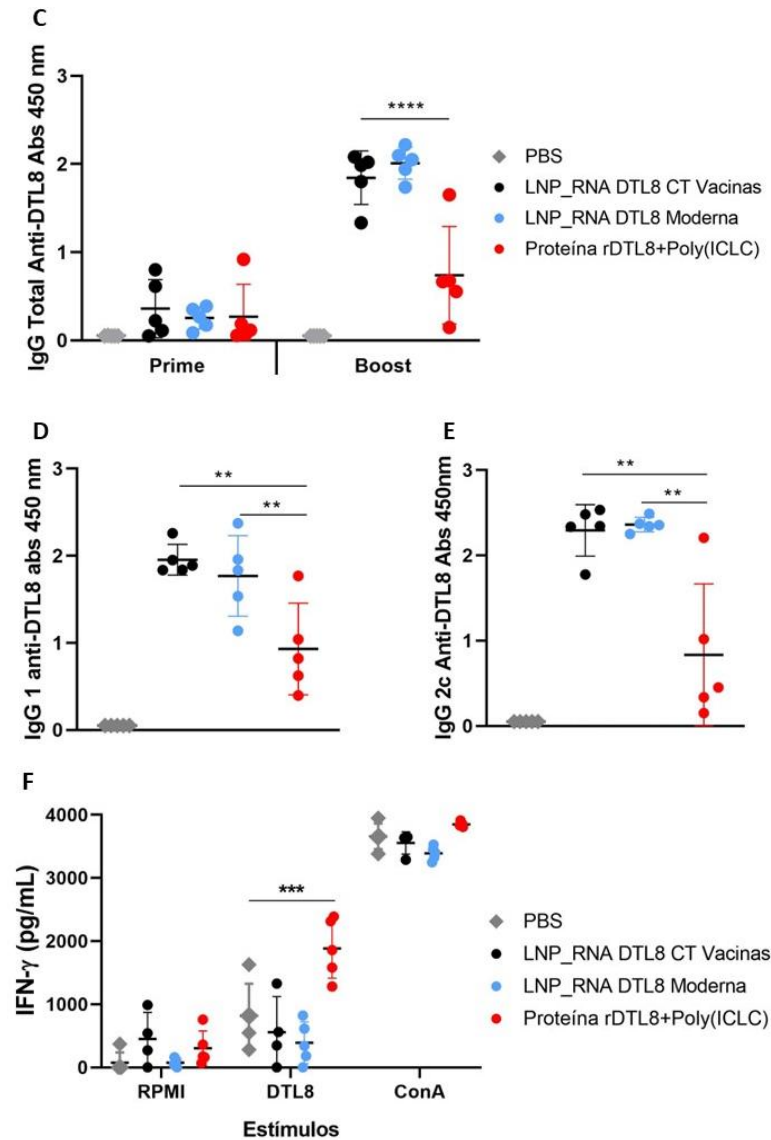 C
IgG Total Anti-DTL8 Abs 450 nm
3
2
1
0
****
Prime
Boost
PBS
LNP_RNA DTL8 CT Vacinas
LNP_RNA DTL8 Moderna
Proteína rDTL8+Poly(ICLC)
D
IgG 1 anti-DTL8 abs 450 nm
3
2
1
0
**
**
E
IgG 2c Anti-DTL8 Abs 450nm
3
2
1
0
**
**
F
IFN-γ (pg/mL)
4000
3000
2000
1000
0
***
RPMI
DTL8
ConA
Estímulos
PBS
LNP_RNA DTL8 CT Vacinas
LNP_RNA DTL8 Moderna
Proteína rDTL8+Poly(ICLC)